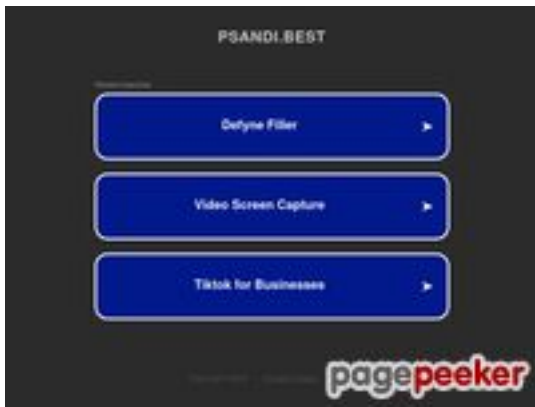 PSANDI.BEST
Defyne Filler
Video Screen Capture
Tiktok for Businesses
pagepeeker